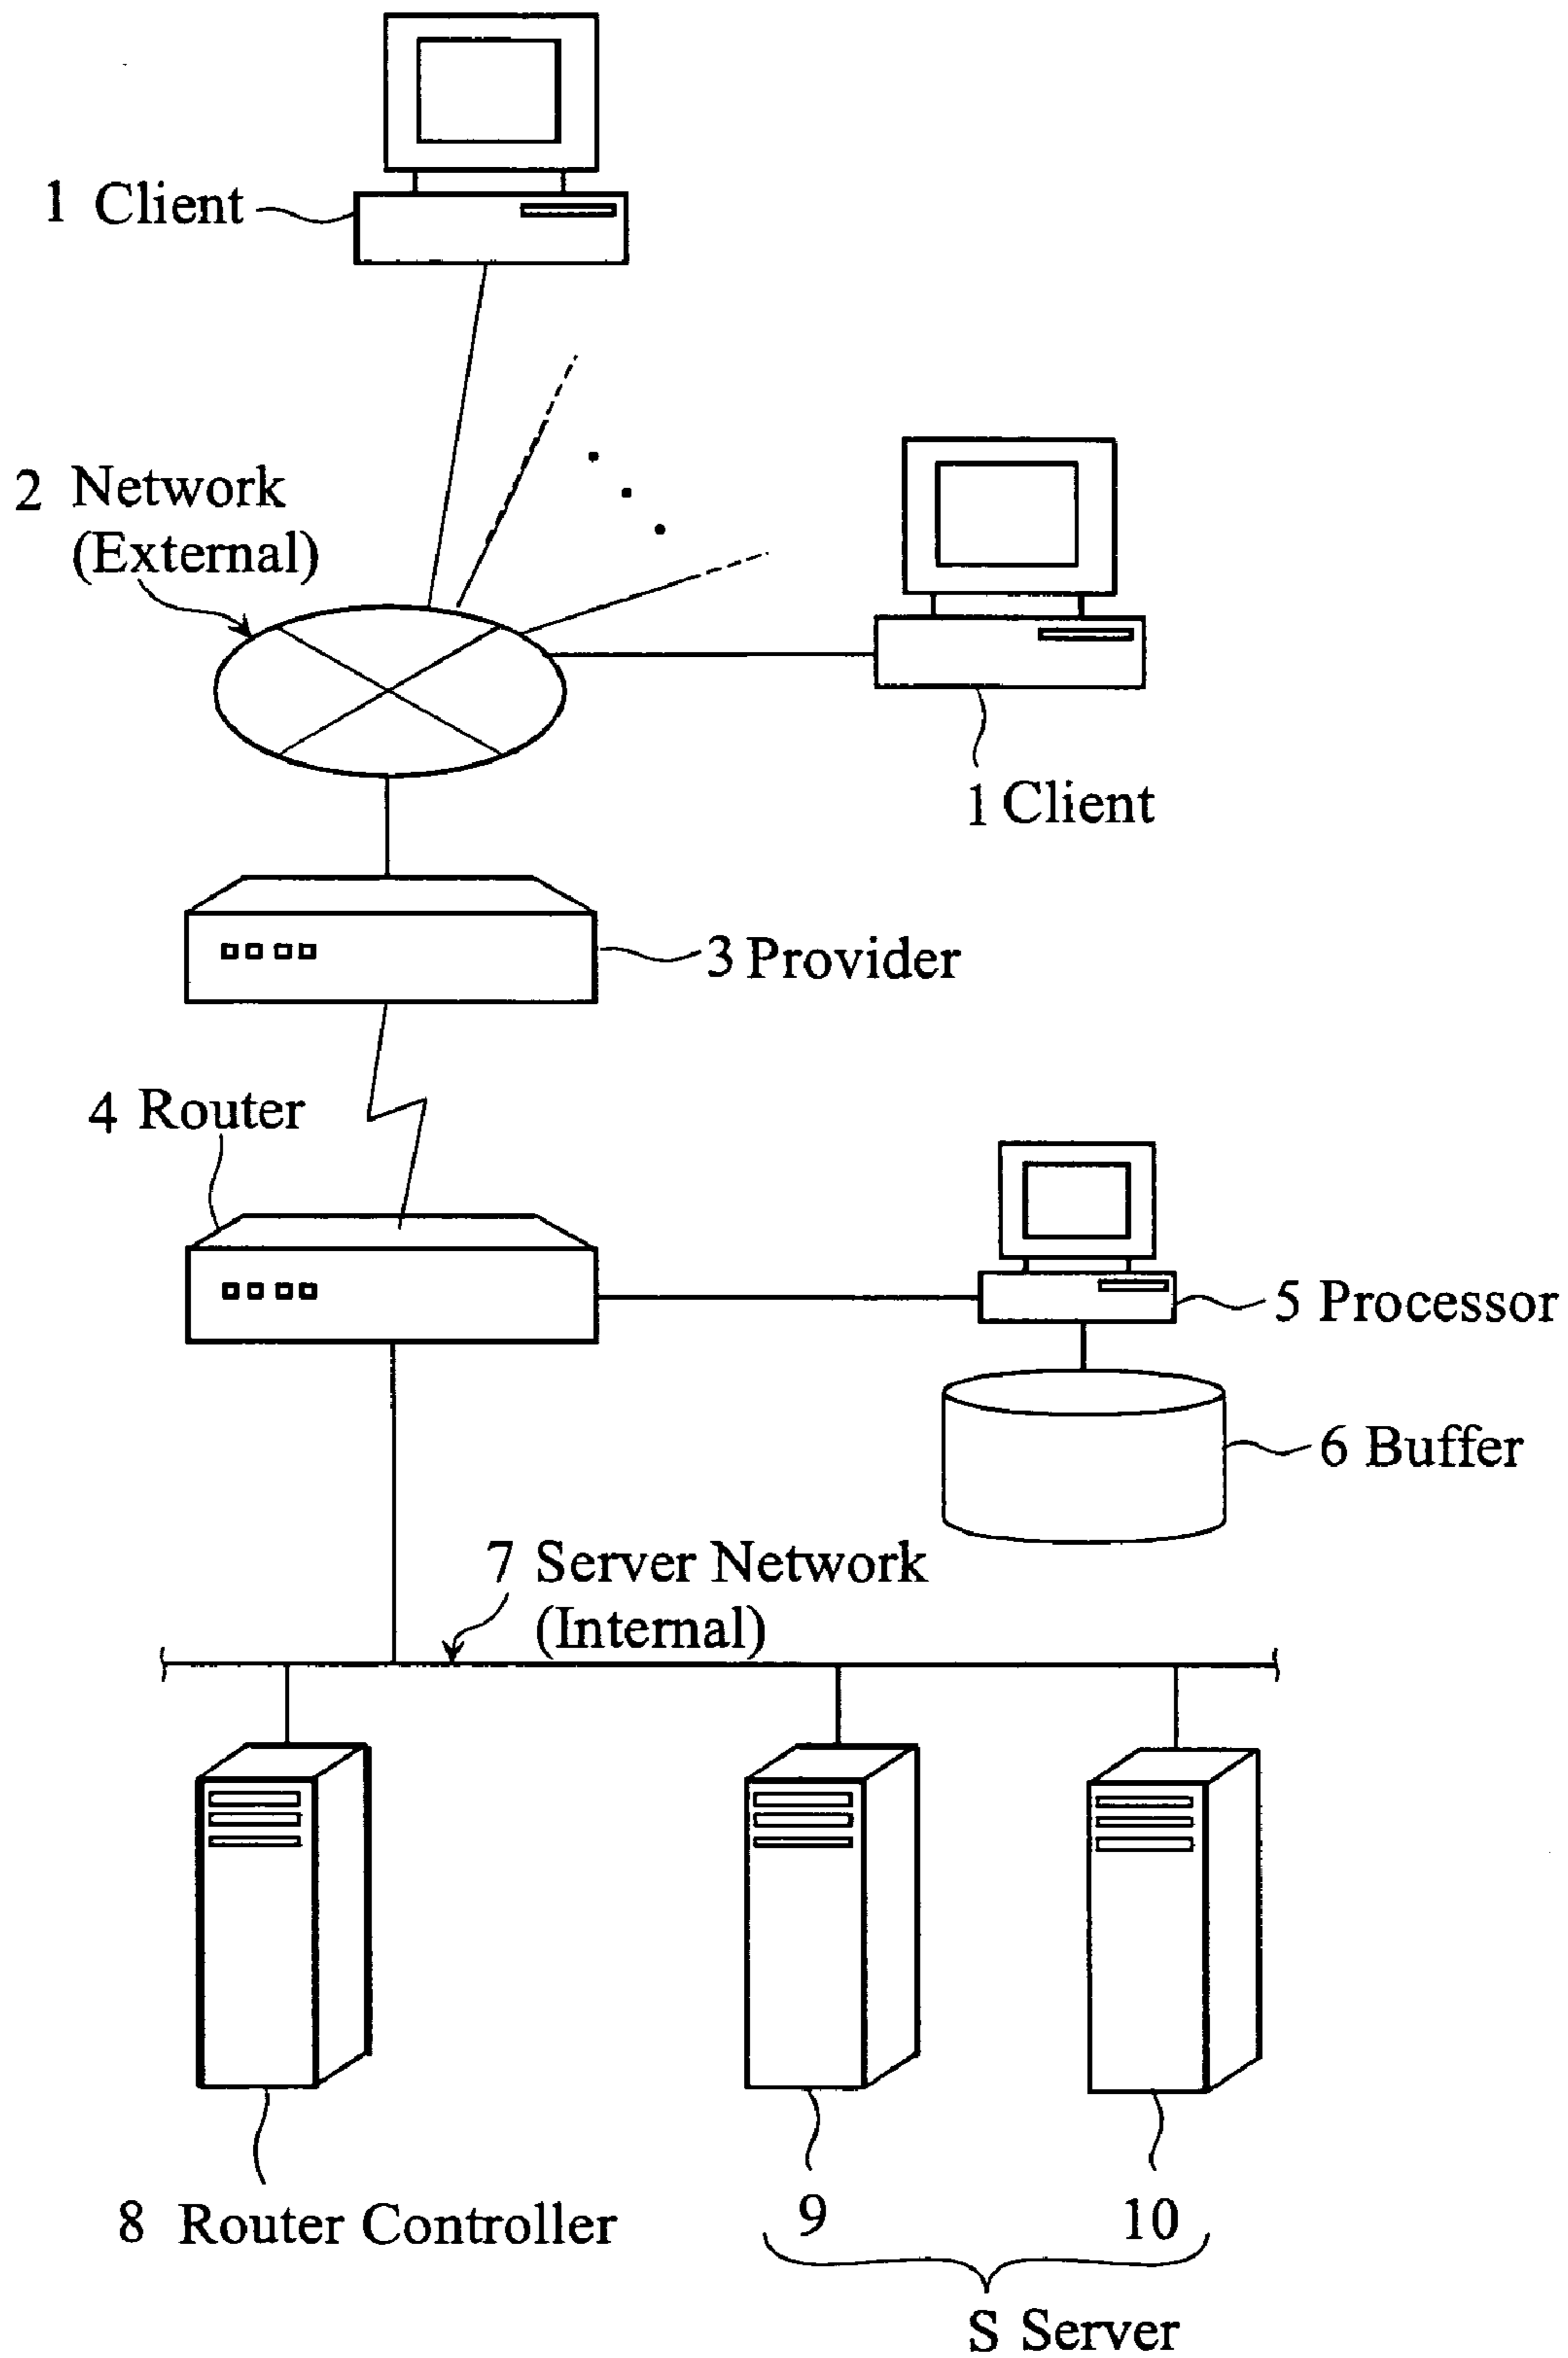 1 Client
2 Network
(External)
1 Client
3 Provider
4 Router
5 Processor
6 Buffer
7 Server Network
(Internal)
8 Router Controller
9
10
S Server